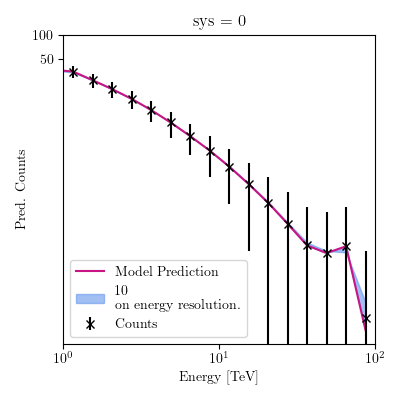 sys = 0
100
50
Pred. Counts
Model Prediction
10
on energy resolution.
Counts
10⁰
10¹
10²
Energy [TeV]